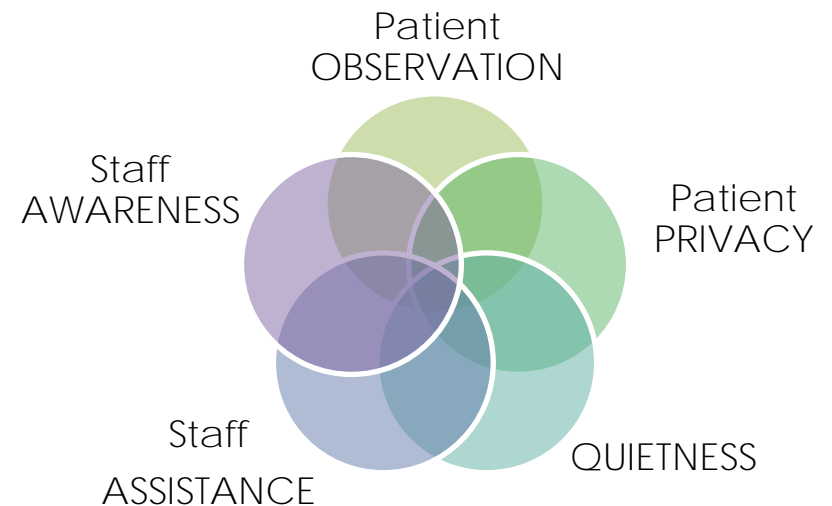 Patient
OBSERVATION
Staff
AWARENESS
Patient
PRIVACY
Staff
ASSISTANCE
QUIETNESS